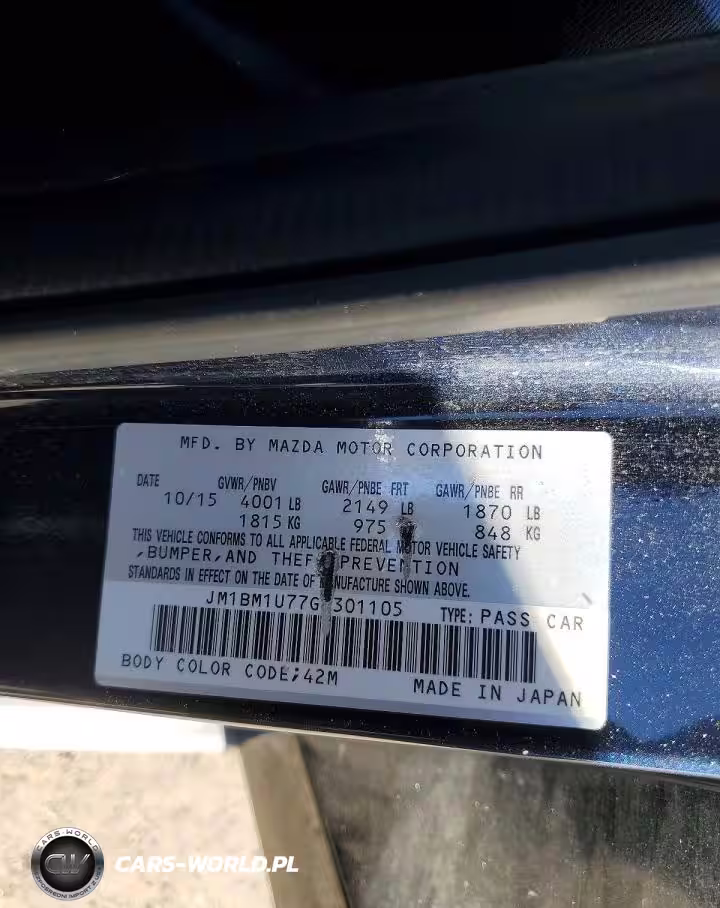 MFD. BY MAZDA MOTOR CORPORATION
DATE GVWR/PNBV GAWR/PNBE FRT GAWR/PNBE RR
10/15 4001 LB 2149 LB 1870 LB
1815 KG 975 848 KG
THIS VEHICLE CONFORMS TO ALL APPLICABLE FEDERAL MOTOR VEHICLE SAFETY
,BUMPER,AND THEFT PREVENTION
STANDARDS IN EFFECT ON THE DATE OF MANUFACTURE SHOWN ABOVE.
JM1BM1U77G 301105 TYPE: PASS CAR
BODY COLOR CODE;42M
MADE IN JAPAN
CARS-WORLD
CW
CARS-WORLD.PL